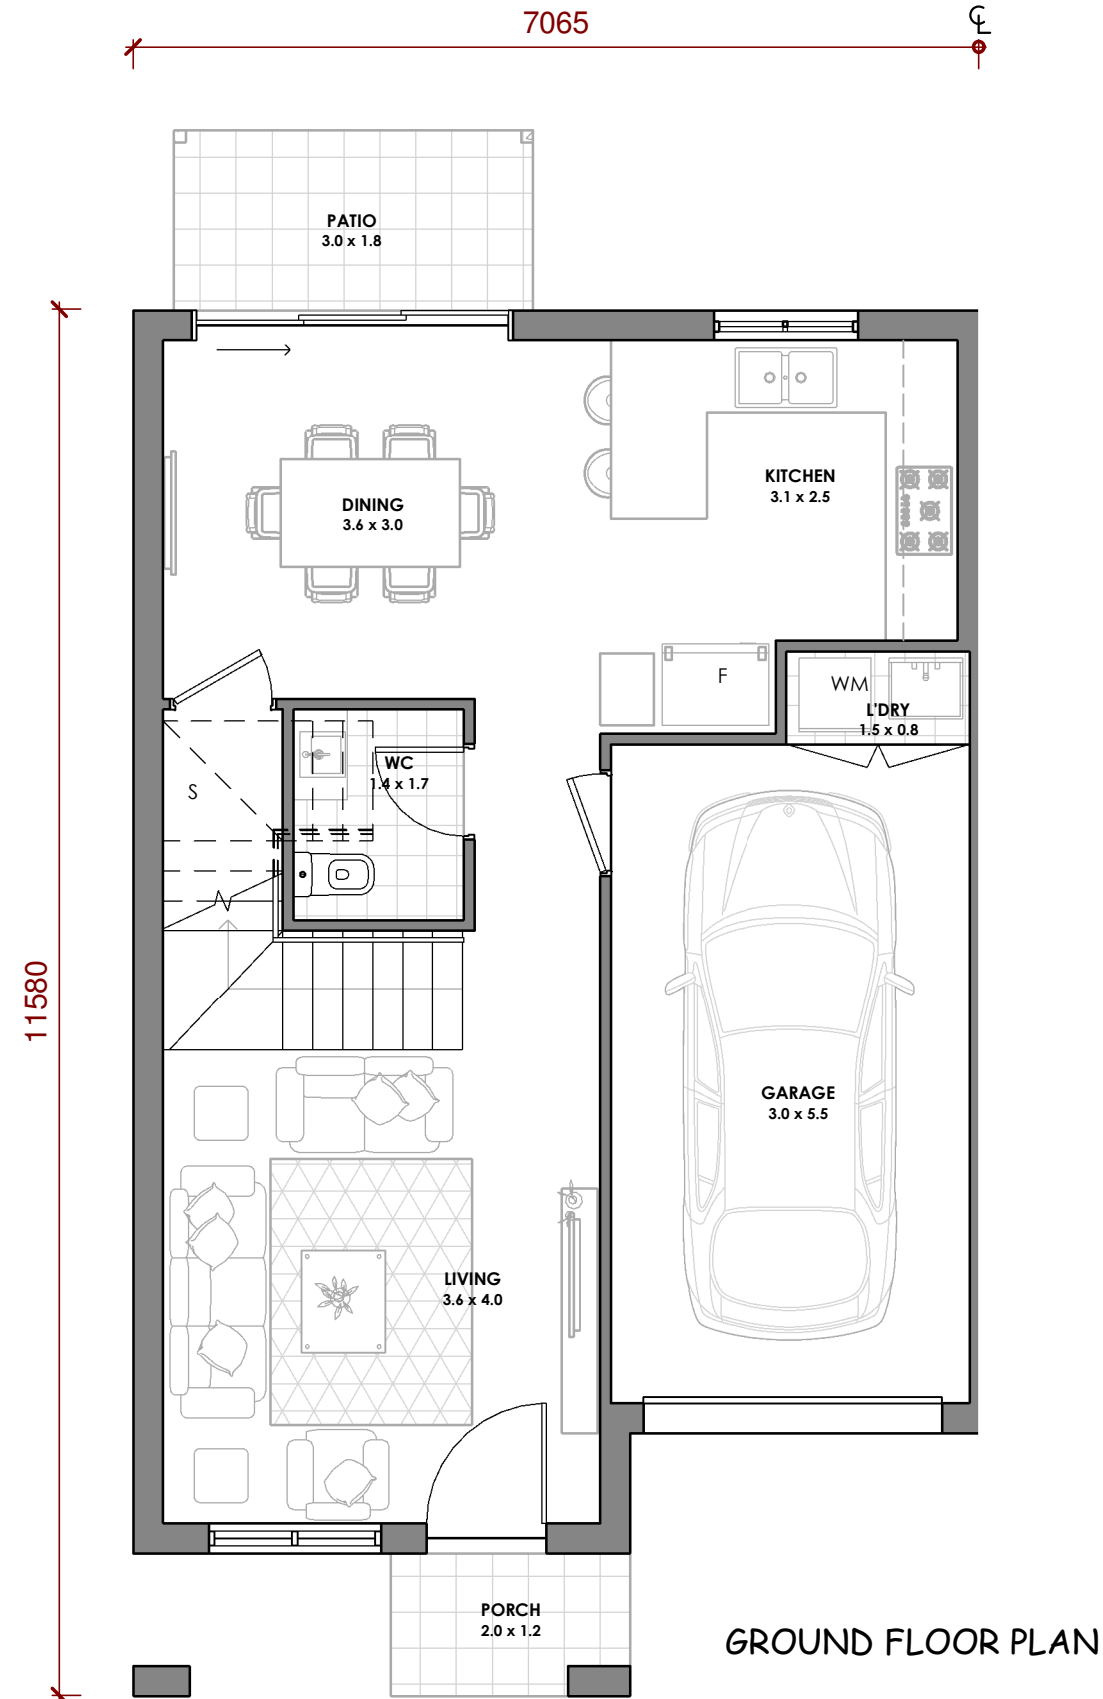 7065
℄
PATIO
3.0 x 1.8
DINING
3.6 x 3.0
KITCHEN
3.1 x 2.5
F
WM
L'DRY
1.5 x 0.8
WC
1.4 x 1.7
S
11580
GARAGE
3.0 x 5.5
LIVING
3.6 x 4.0
PORCH
2.0 x 1.2
GROUND FLOOR PLAN